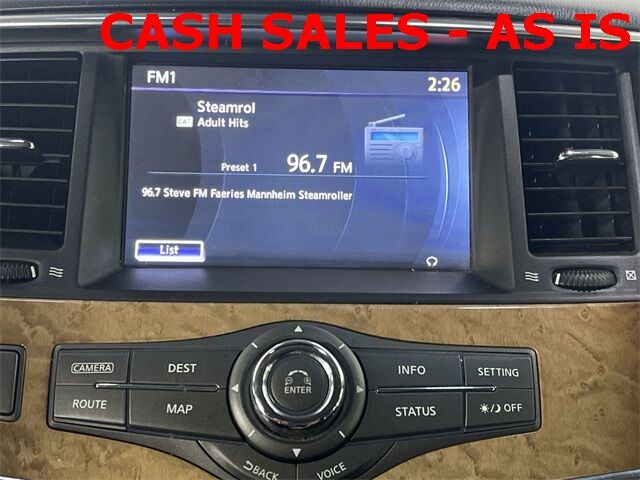 CASH SALES - AS IS
FM1
2:26
Steamrol
CAT Adult Hits
Preset 1 96.7 FM
96.7 Steve FM Faeries Mannheim Steamroller
List
CAMERA DEST INFO SETTING
ENTER
ROUTE MAP STATUS OFF
BACK VOICE